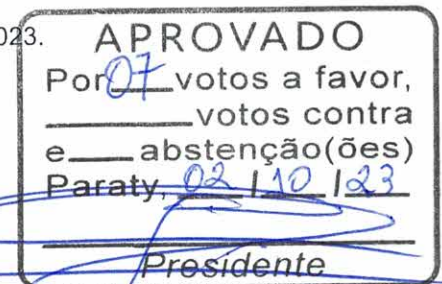 023.
APROVADO
Por 07 votos a favor,
votos contra
e abstenção(ões)
Paraty, 02 / 10 / 23
Presidente